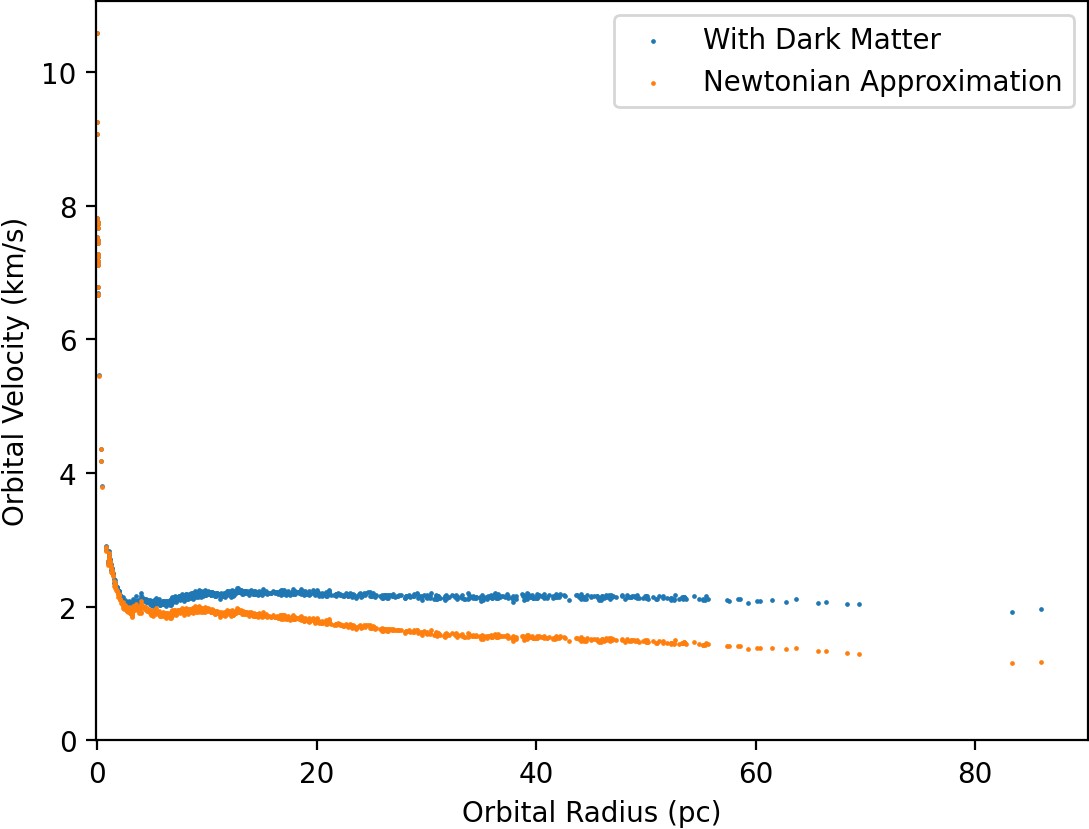 With Dark Matter
Newtonian Approximation
10
8
6
4
2
0
Orbital Velocity (km/s)
0 20 40 60 80
Orbital Radius (pc)